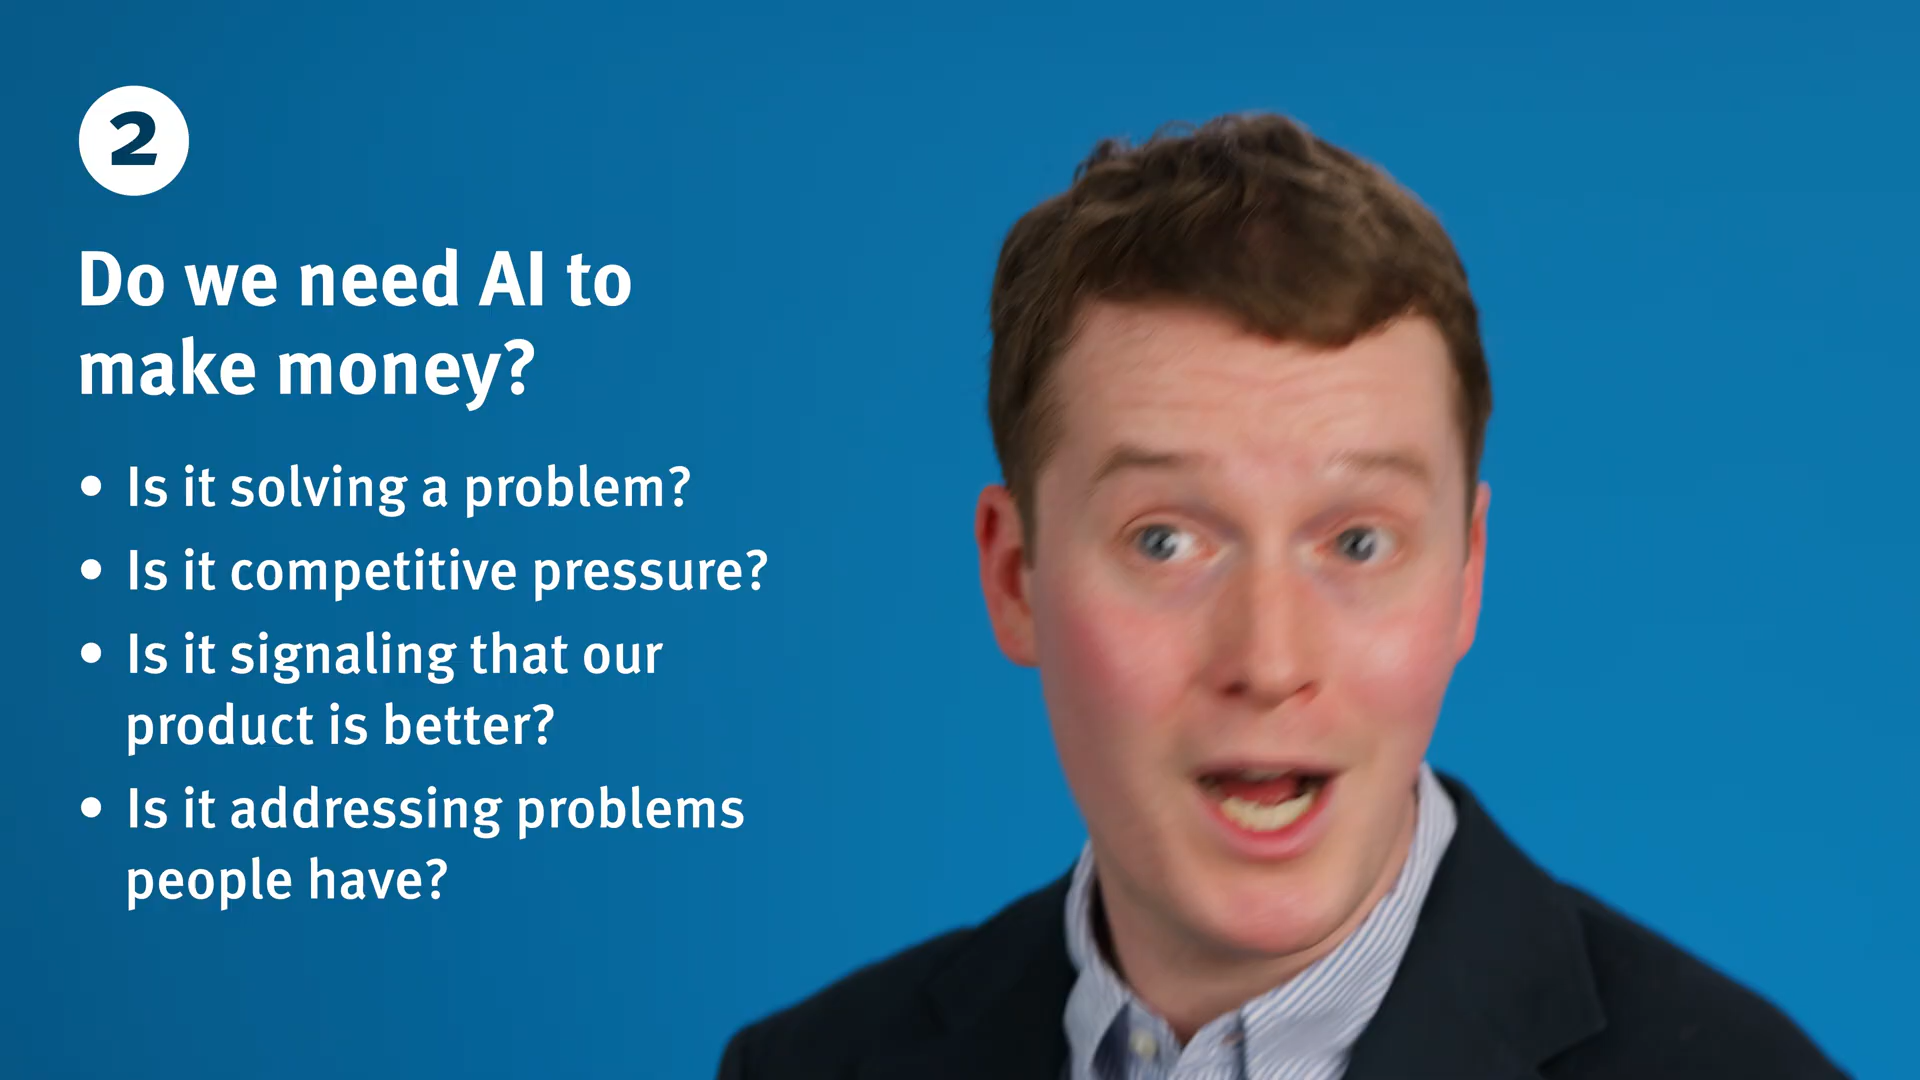 2
Do we need AI to
make money?
• Is it solving a problem?
• Is it competitive pressure?
• Is it signaling that our
product is better?
• Is it addressing problems
people have?